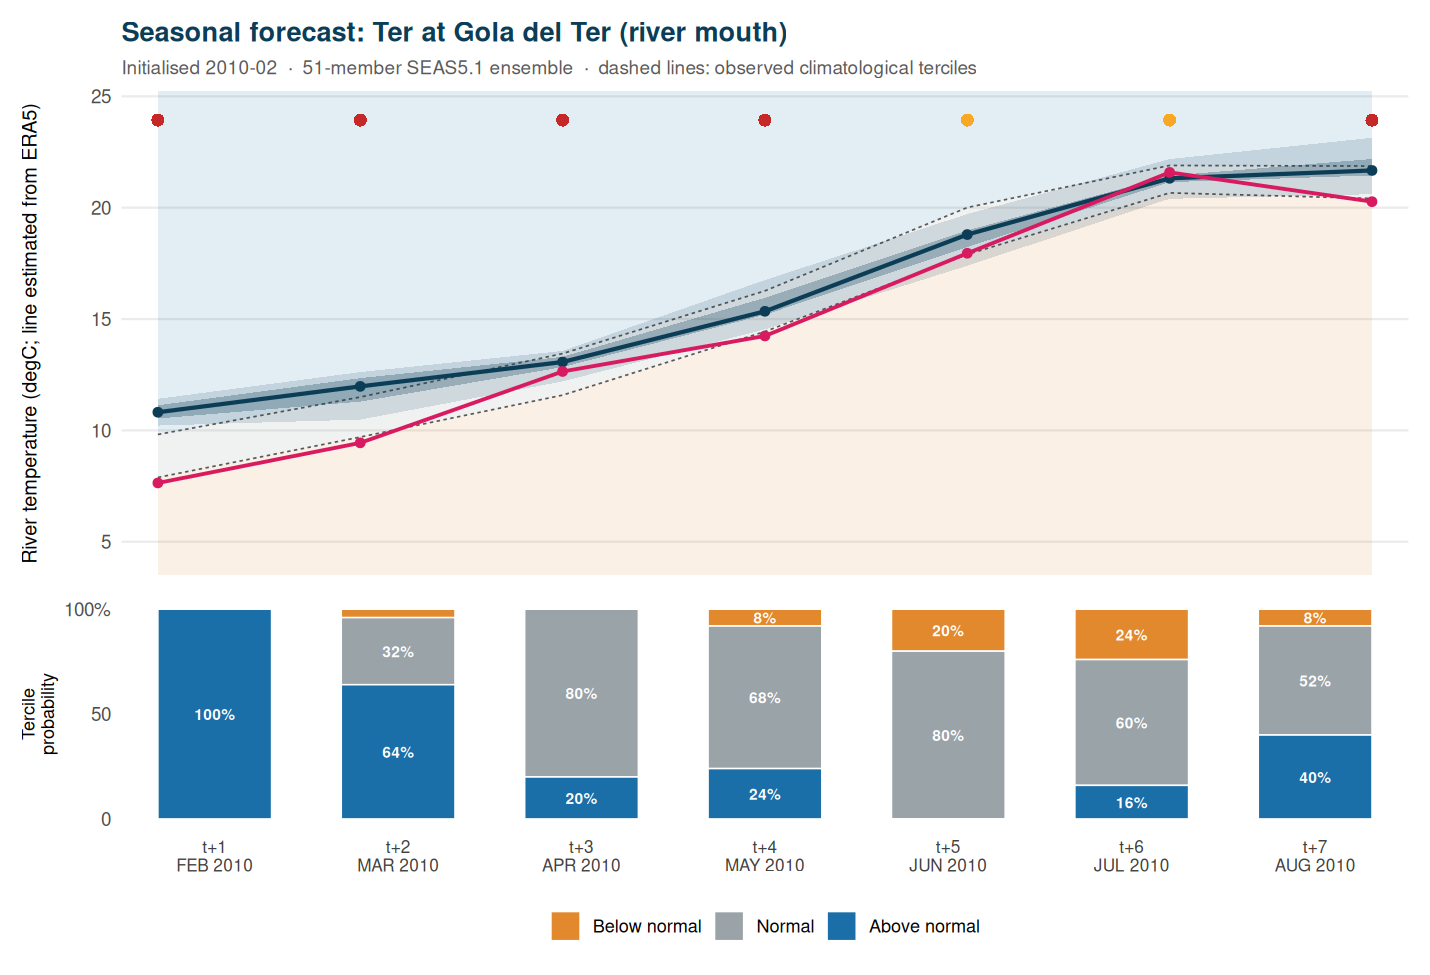 Seasonal forecast: Ter at Gola del Ter (river mouth)
Initialised 2010-02 · 51-member SEAS5.1 ensemble · dashed lines: observed climatological terciles
River temperature (degC; line estimated from ERA5)
25
20
15
10
5
Tercile
probability
100%
50
0
100%
32%
64%
80%
20%
8%
68%
24%
20%
80%
24%
60%
16%
8%
52%
40%
t+1
FEB 2010
t+2
MAR 2010
t+3
APR 2010
t+4
MAY 2010
t+5
JUN 2010
t+6
JUL 2010
t+7
AUG 2010
Below normal
Normal
Above normal